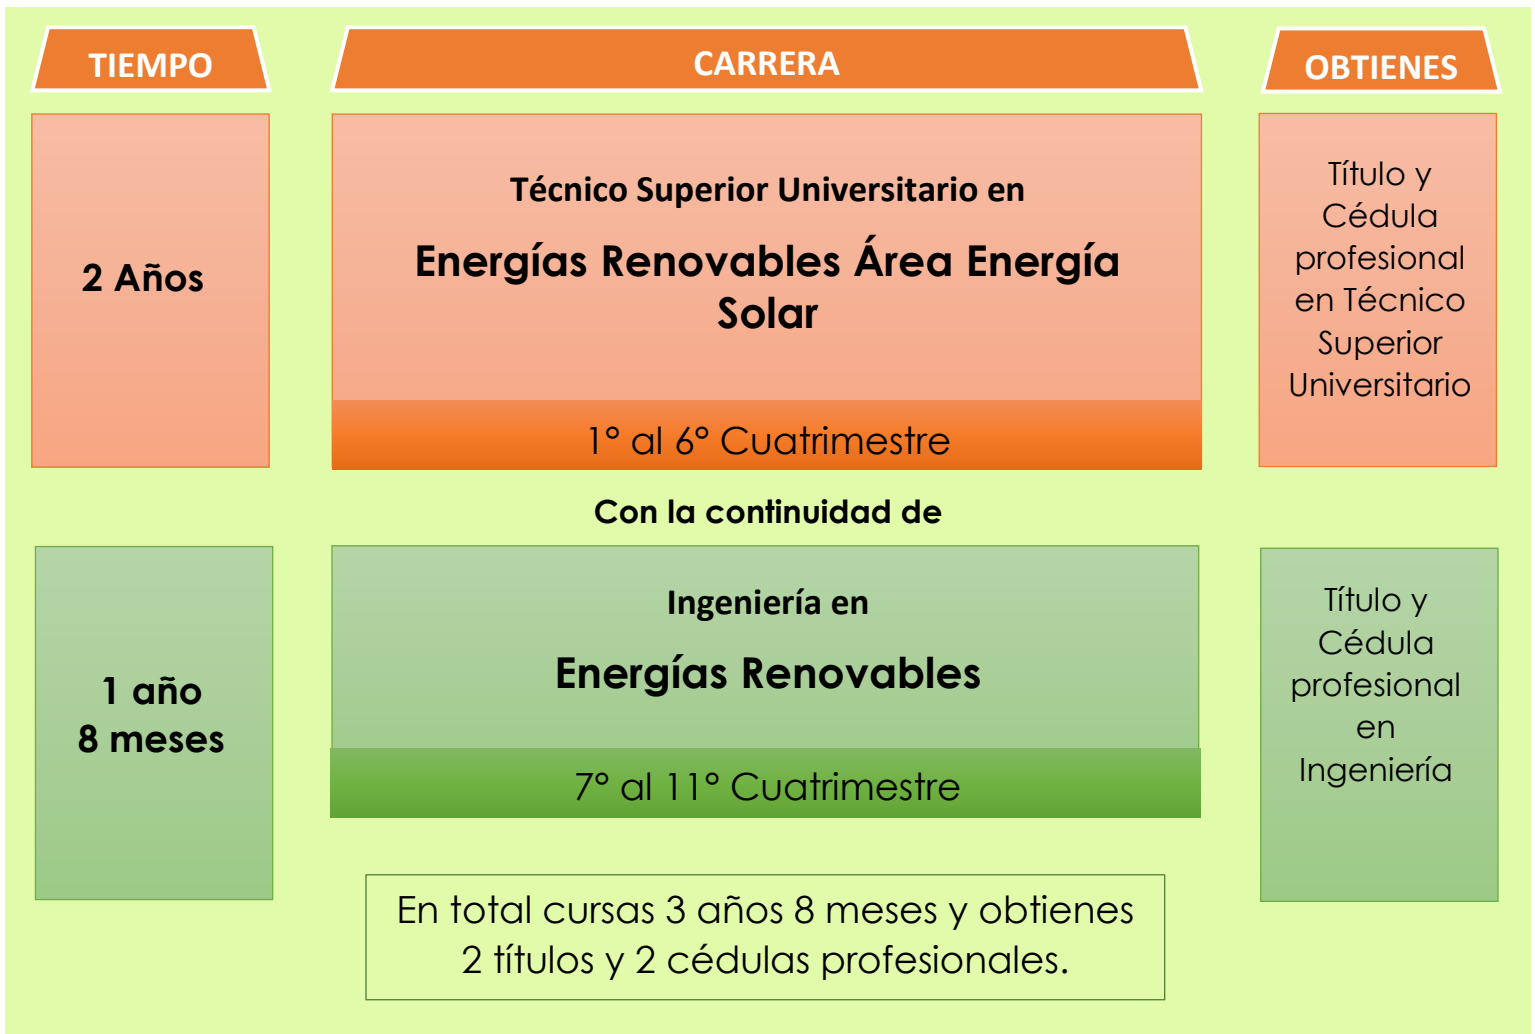 TIEMPO
CARRERA
OBTIENES
2 Años
Técnico Superior Universitario en
Energías Renovables Área Energía
Solar
1° al 6° Cuatrimestre
Título y
Cédula
profesional
en Técnico
Superior
Universitario
Con la continuidad de
1 año
8 meses
Ingeniería en
Energías Renovables
7° al 11° Cuatrimestre
Título y
Cédula
profesional
en
Ingeniería
En total cursas 3 años 8 meses y obtienes
2 títulos y 2 cédulas profesionales.